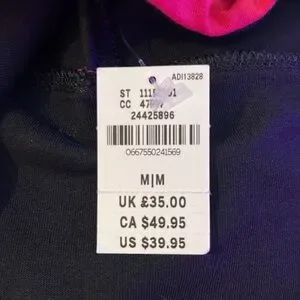 ADI13828
ST
CC
24425896
0667550241569
M|M
UK £35.00
CA $49.95
US $39.95